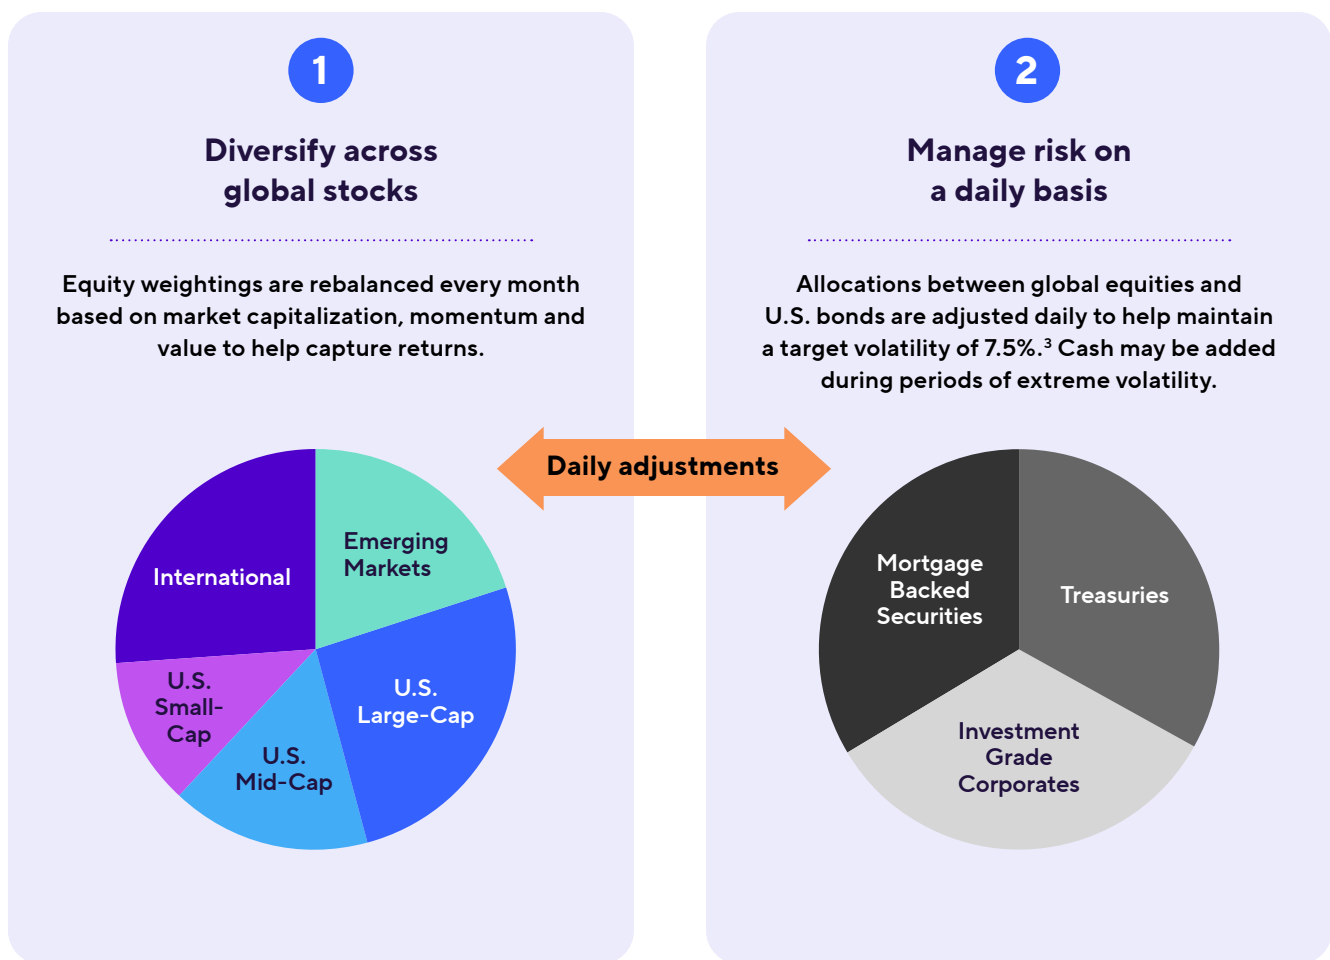 1
Diversify across
global stocks
Equity weightings are rebalanced every month
based on market capitalization, momentum and
value to help capture returns.
International
Emerging
Markets
U.S.
Large-Cap
U.S.
Mid-Cap
U.S.
Small-
Cap
Daily adjustments
2
Manage risk on
a daily basis
Allocations between global equities and
U.S. bonds are adjusted daily to help maintain
a target volatility of 7.5%.³ Cash may be added
during periods of extreme volatility.
Mortgage
Backed
Securities
Treasuries
Investment
Grade
Corporates